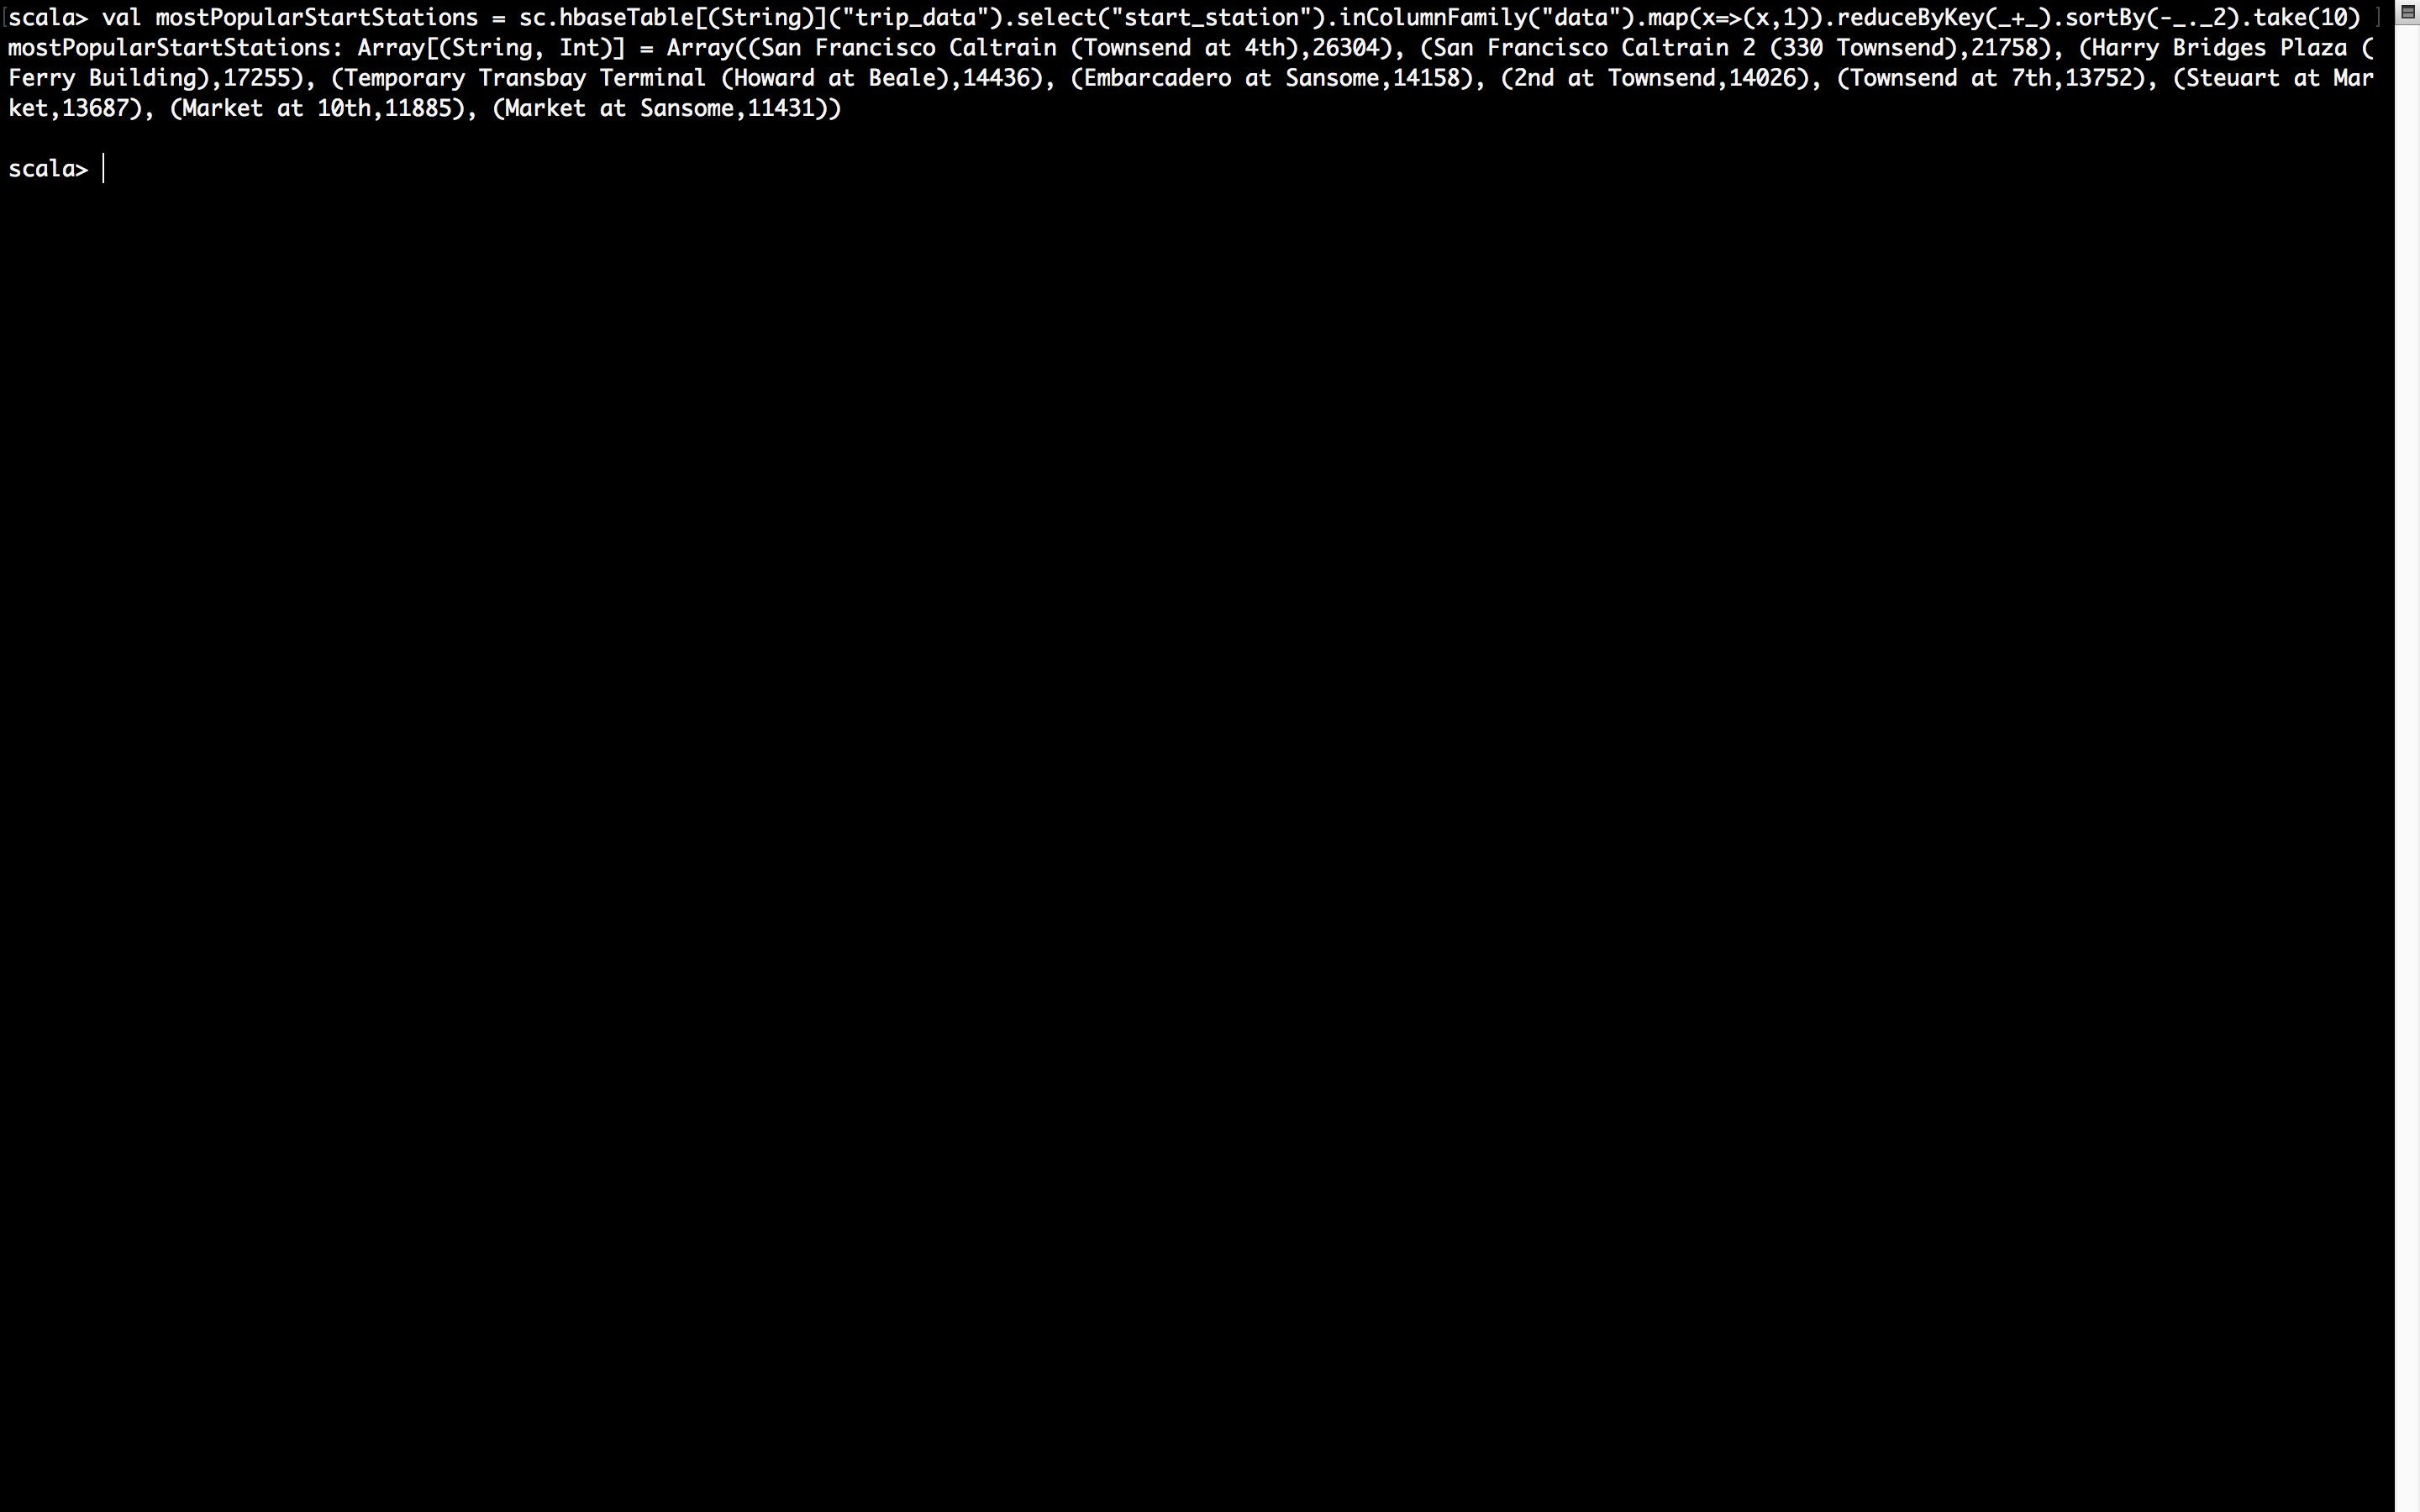 scala> val mostPopularStartStations = sc.hbaseTable[(String)]("trip_data").select("start_station").inColumnFamily("data").map(x=>(x,1)).reduceByKey(_+_).sortBy(-_._2).take(10)
mostPopularStartStations: Array[(String, Int)] = Array((San Francisco Caltrain (Townsend at 4th),26304), (San Francisco Caltrain 2 (330 Townsend),21758), (Harry Bridges Plaza (
Ferry Building),17255), (Temporary Transbay Terminal (Howard at Beale),14436), (Embarcadero at Sansome,14158), (2nd at Townsend,14026), (Townsend at 7th,13752), (Steuart at Mar
ket,13687), (Market at 10th,11885), (Market at Sansome,11431))
scala>